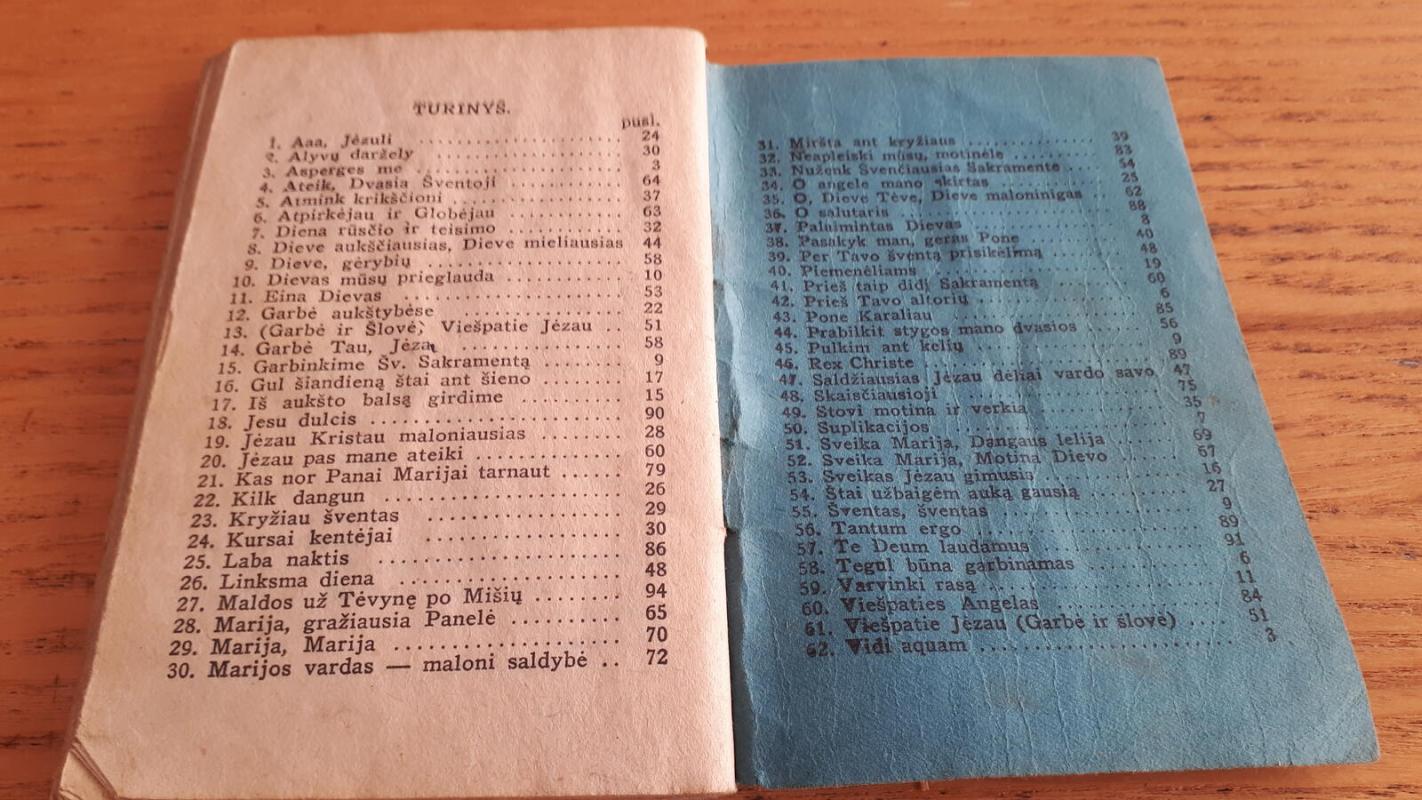 TURINYS.
pusl.
1. Aaa, Jėzuli ........ 24
2. Alyvų daržely ........ 30
3. Asperges me ........ 3
4. Ateik, Dvasia Šventoji ........ 64
5. Atmink krikščioni ........ 37
6. Atpirkėjau ir Globėjau ........ 63
7. Diena rūsčio ir teisimo ........ 32
8. Dieve aukščiausias, Dieve mieliausias 44
9. Dieve, gėrybių ........ 58
10. Dievas mūsų prieglauda ........ 10
11. Eina Dievas ........ 53
12. Garbė aukštybėse ........ 22
13. (Garbė ir Šlovė) Viešpatie Jėzau .. 51
14. Garbė Tau, Jėza ........ 58
15. Garbinkime Šv. Sakramentą ........ 9
16. Gul šiandieną štai ant šieno ........ 17
17. Iš aukšto balsą girdime ........ 15
18. Jesu dulcis ........ 90
19. Jėzau Kristau maloniausias ........ 28
20. Jėzau pas mane ateiki ........ 60
21. Kas nor Panai Marijai tarnaut ...... 79
22. Kilk dangun ........ 26
23. Kryžiau šventas ........ 29
24. Kursai kentėjai ........ 30
25. Laba naktis ........ 86
26. Linksma diena ........ 48
27. Maldos už Tėvynę po Mišių ........ 94
28. Marija, gražiausia Panelė ........ 65
29. Marija, Marija ........ 70
30. Marijos vardas — maloni saldybė .. 72
31. Miršta ant kryžiaus ........ 39
32. Neapleiski mūsų, motinėle ........ 83
33. Nuženk Švenčiausias Sakramente ... 54
34. O angele mano skirtas ........ 25
35. O, Dieve Tėve, Dieve maloninigas 62
36. O salutaris ........ 88
37. Palaimintas Dievas ........ 8
38. Pasakyk man, geras Pone ........ 40
39. Per Tavo šventą prisikėlimą .... 48
40. Piemenėliams ........ 19
41. Prieš taip didį Sakramentą ........ 60
42. Prieš Tavo altorių ........ 6
43. Pone Karaliau ........ 85
44. Prabilkit stygos mano dvasios ...... 56
45. Pulkim ant kelių ........ 9
46. Rex Christe ........ 89
47. Saldžiausias Jėzau dėliai vardo savo 47
48. Skaisčiausioji ........ 75
49. Stovi motina ir verkia ........ 35
50. Suplikacijos ........ 7
51. Sveika Marija, Dangaus lelija ...... 69
52. Sveika Marija, Motina Dievo ...... 67
53. Sveikas Jėzau gimusis ........ 16
54. Štai užbaigėm auką gausią ........ 27
55. Šventas, šventas ........ 9
56. Tantum ergo ........ 89
57. Te Deum laudamus ........ 91
58. Tegul būna garbinamas ........ 6
59. Varvinki rasą ........ 11
60. Viešpaties Angelas ........ 84
61. Viešpatie Jėzau (Garbė ir šlovė) .... 51
62. Vidi aquam ........ 3